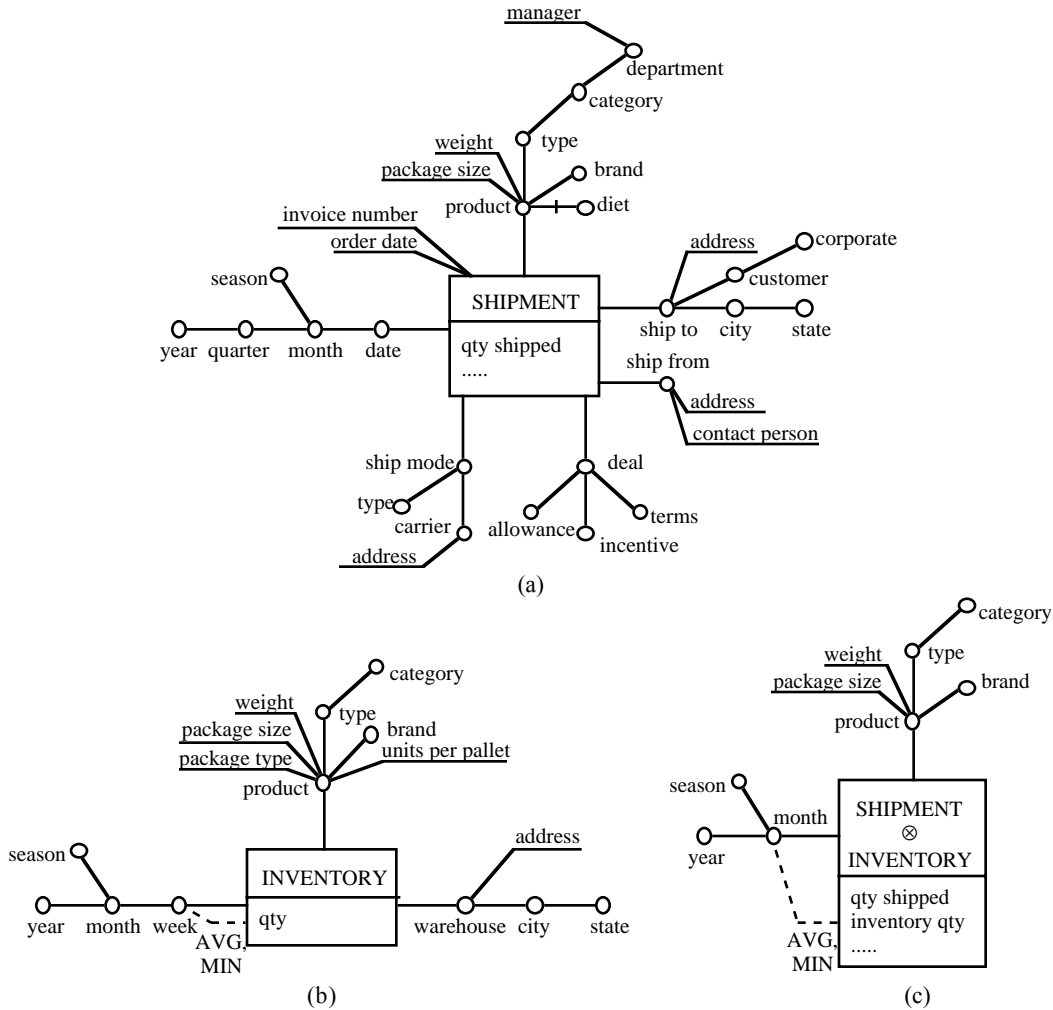 manager
department
category
type
weight
package size
brand
product
diet
invoice number
order date
address
corporate
customer
season
SHIPMENT
year
quarter
month
date
ship to
city
state
qty shipped
.....
ship from
address
contact person
ship mode
deal
type
carrier
allowance
terms
incentive
address
(a)
category
weight
type
package size
brand
package type
units per pallet
product
season
address
INVENTORY
year
month
week
qty
warehouse
city
state
AVG,
MIN
(b)
category
type
weight
package size
brand
product
season
month
year
SHIPMENT
⊗
INVENTORY
qty shipped
inventory qty
.....
AVG,
MIN
(c)